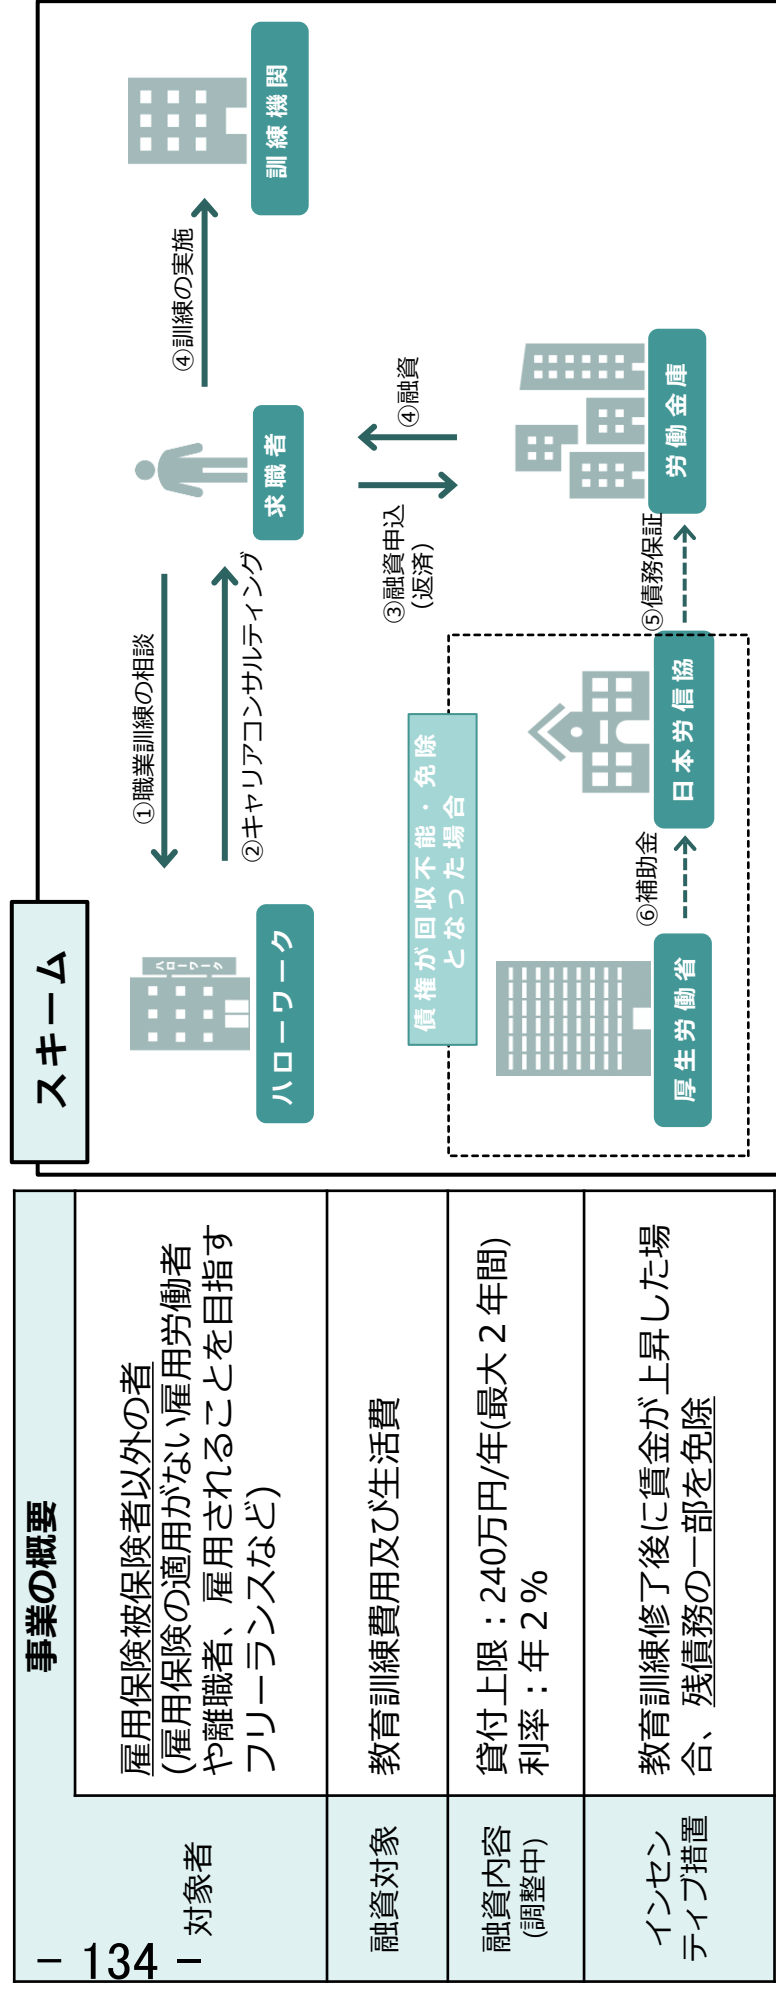 事業の概要
対象者
雇用保険被保険者以外の者
(雇用保険の適用がない雇用労働者
や離職者、雇用されることを目指す
フリーランスなど)
融資対象
教育訓練費用及び生活費
融資内容
(調整中)
貸付上限：240万円/年(最大２年間)
利率：年２％
インセン
ティブ措置
教育訓練修了後に賃金が上昇した場
合、残債務の一部を免除
スキーム
ハローワーク
ハローワーク
①職業訓練の相談
②キャリアコンサルティング
求職者
④訓練の実施
訓練機関
③融資申込
(返済)
④融資
債権が回収不能・免除
となった場合
厚生労働省
⑥補助金
日本労信協
⑤債務保証
労働金庫
－ 134 －